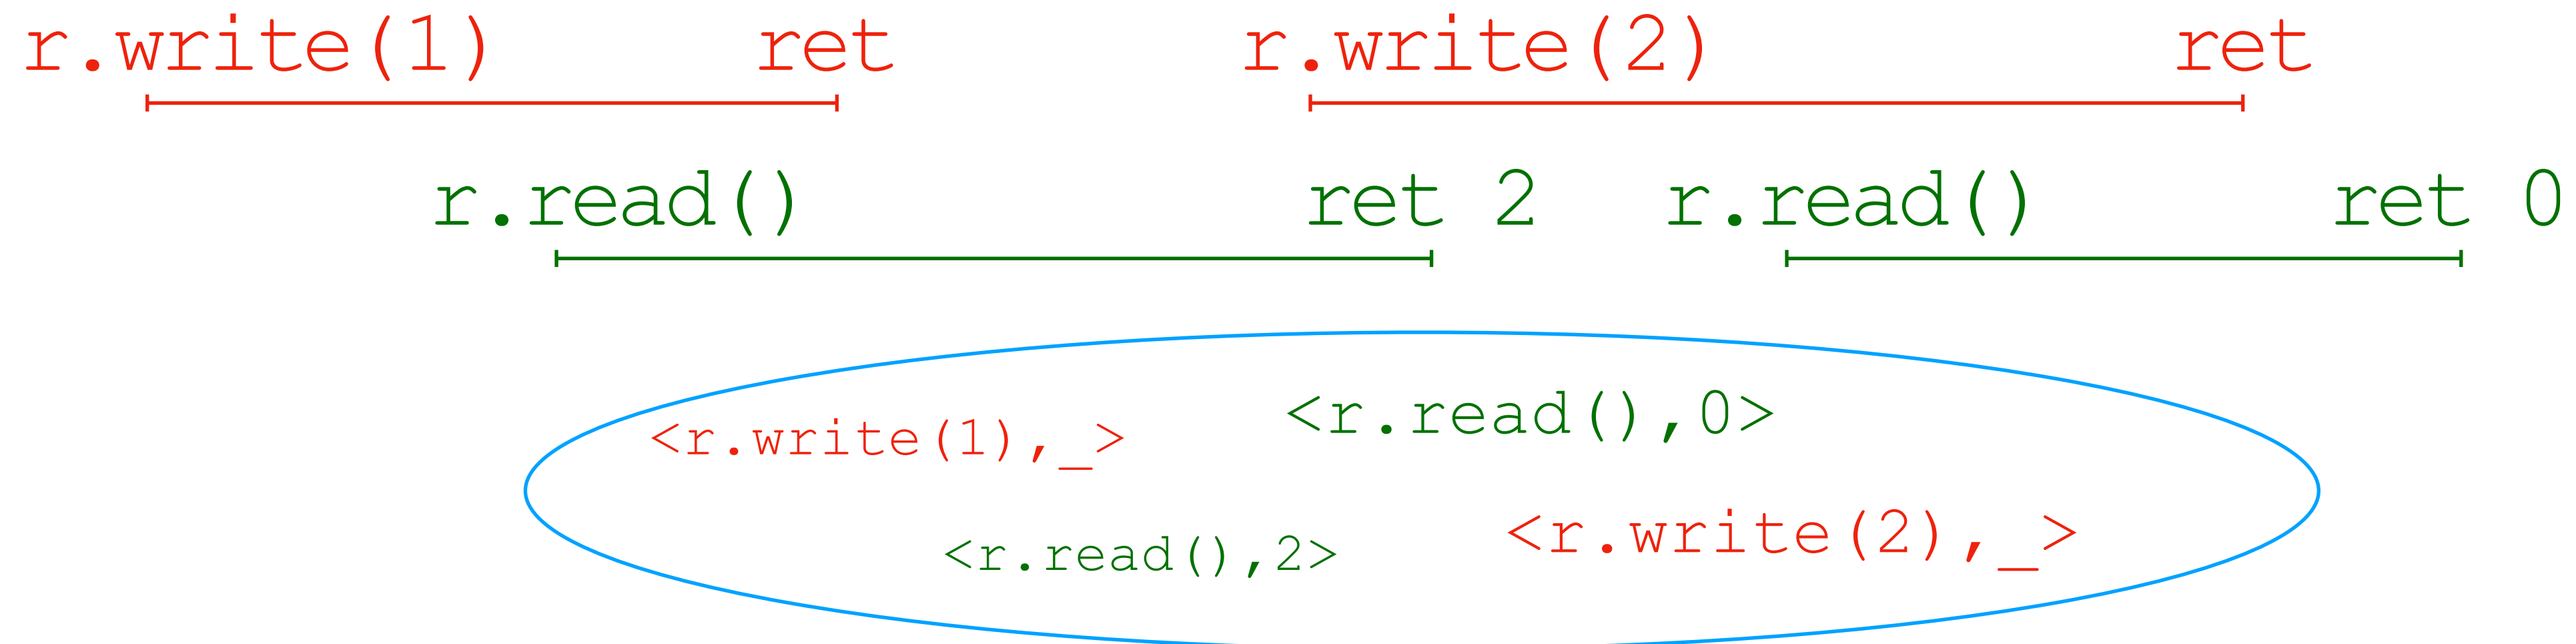 r.write(1) ret r.write(2) ret
r.read() ret 2 r.read() ret 0
<r.read(),0>
<r.write(1),_>
<r.write(2),_>
<r.read(),2>